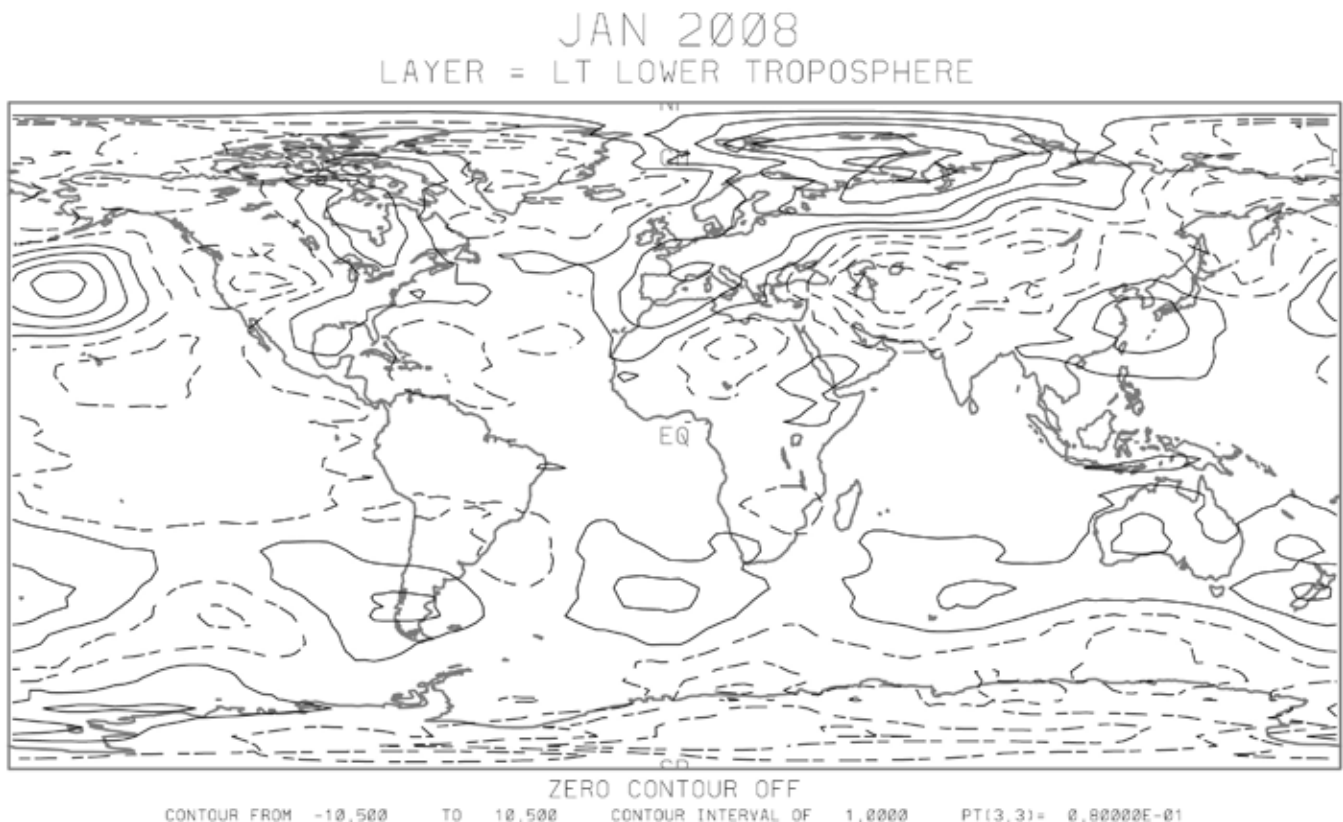 JAN 2008
LAYER = LT LOWER TROPOSPHERE
GM
EQ
ZERO CONTOUR OFF
CONTOUR FROM -10,500 TO 10,500 CONTOUR INTERVAL OF 1,0000 PT(3,3)= 0,80000E-01